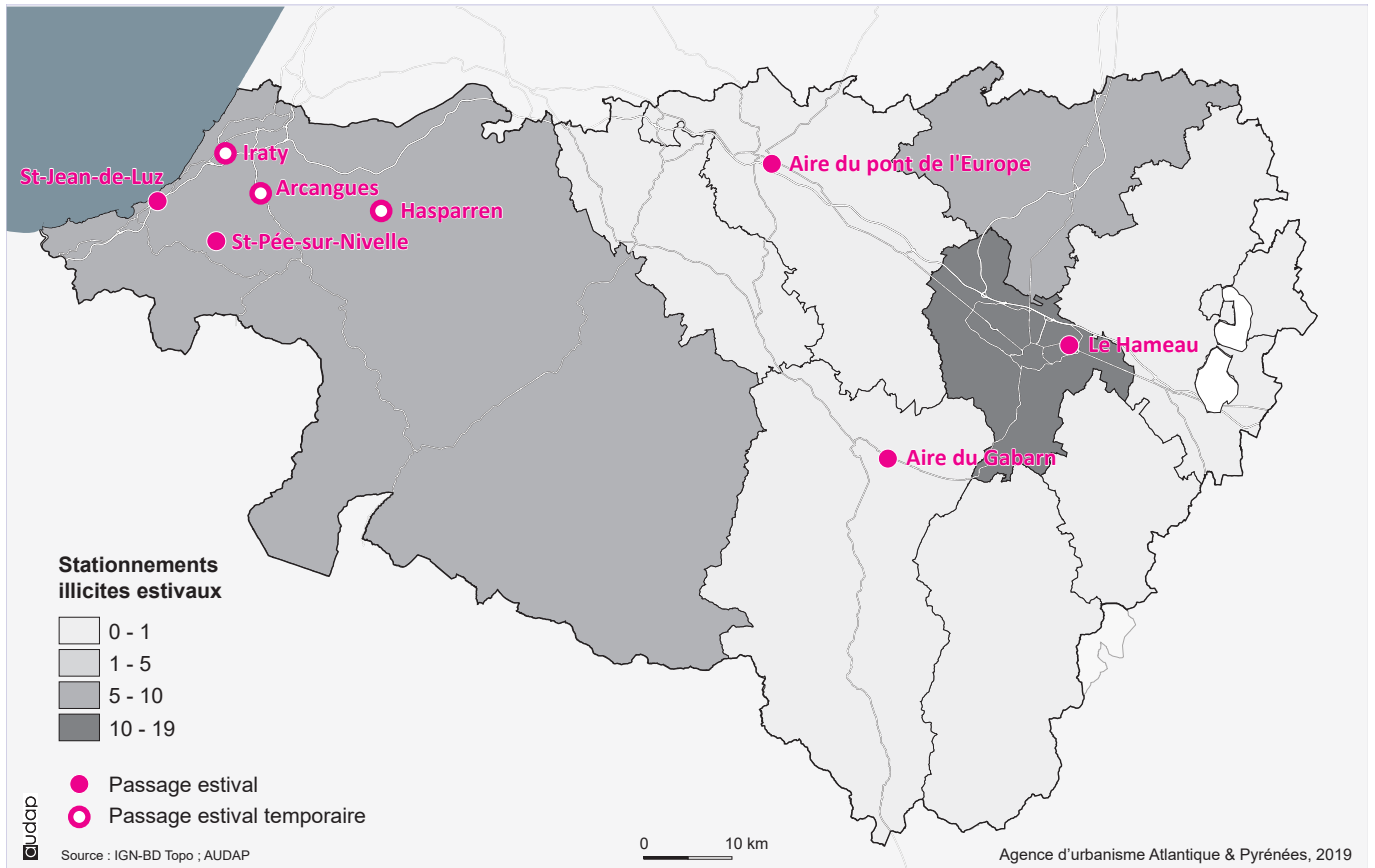 Iraty
Aire du pont de l'Europe
St-Jean-de-Luz
Arcangues
Hasparren
St-Pée-sur-Nivelle
Le Hameau
Aire du Gabarn
Stationnements
illicites estivaux
0 - 1
1 - 5
5 - 10
10 - 19
Passage estival
Passage estival temporaire
audap
Source : IGN-BD Topo ; AUDAP
0 10 km
Agence d'urbanisme Atlantique & Pyrénées, 2019